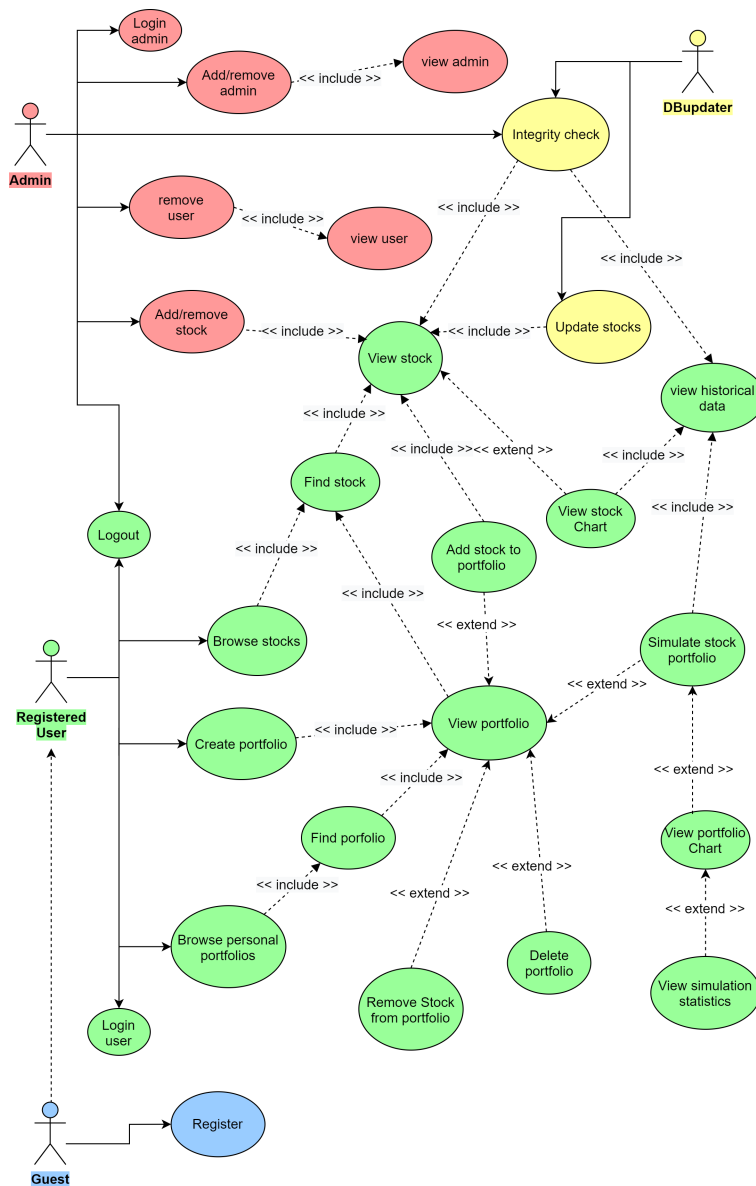 Login
admin
Add/remove
admin
<< include >>
view admin
DBupdater
Integrity check
Admin
remove
user
<< include >>
view user
<< include >>
<< include >>
Add/remove
stock
<< include >>
View stock
<< include >>
Update stocks
view historical
data
<< include >>
<< include >>
<< extend >>
<< include >>
Find stock
View stock
Chart
<< include >>
Logout
<< include >>
Add stock to
portfolio
<< include >>
<< extend >>
Browse stocks
Simulate stock
portfolio
Registered
User
<< extend >>
Create portfolio
<< include >>
View portfolio
<< include >>
<< extend >>
Find porfolio
View portfolio
Chart
<< include >>
<< extend >>
<< extend >>
<< extend >>
Browse personal
portfolios
Delete
portfolio
Remove Stock
from portfolio
View simulation
statistics
Login
user
Register
Guest